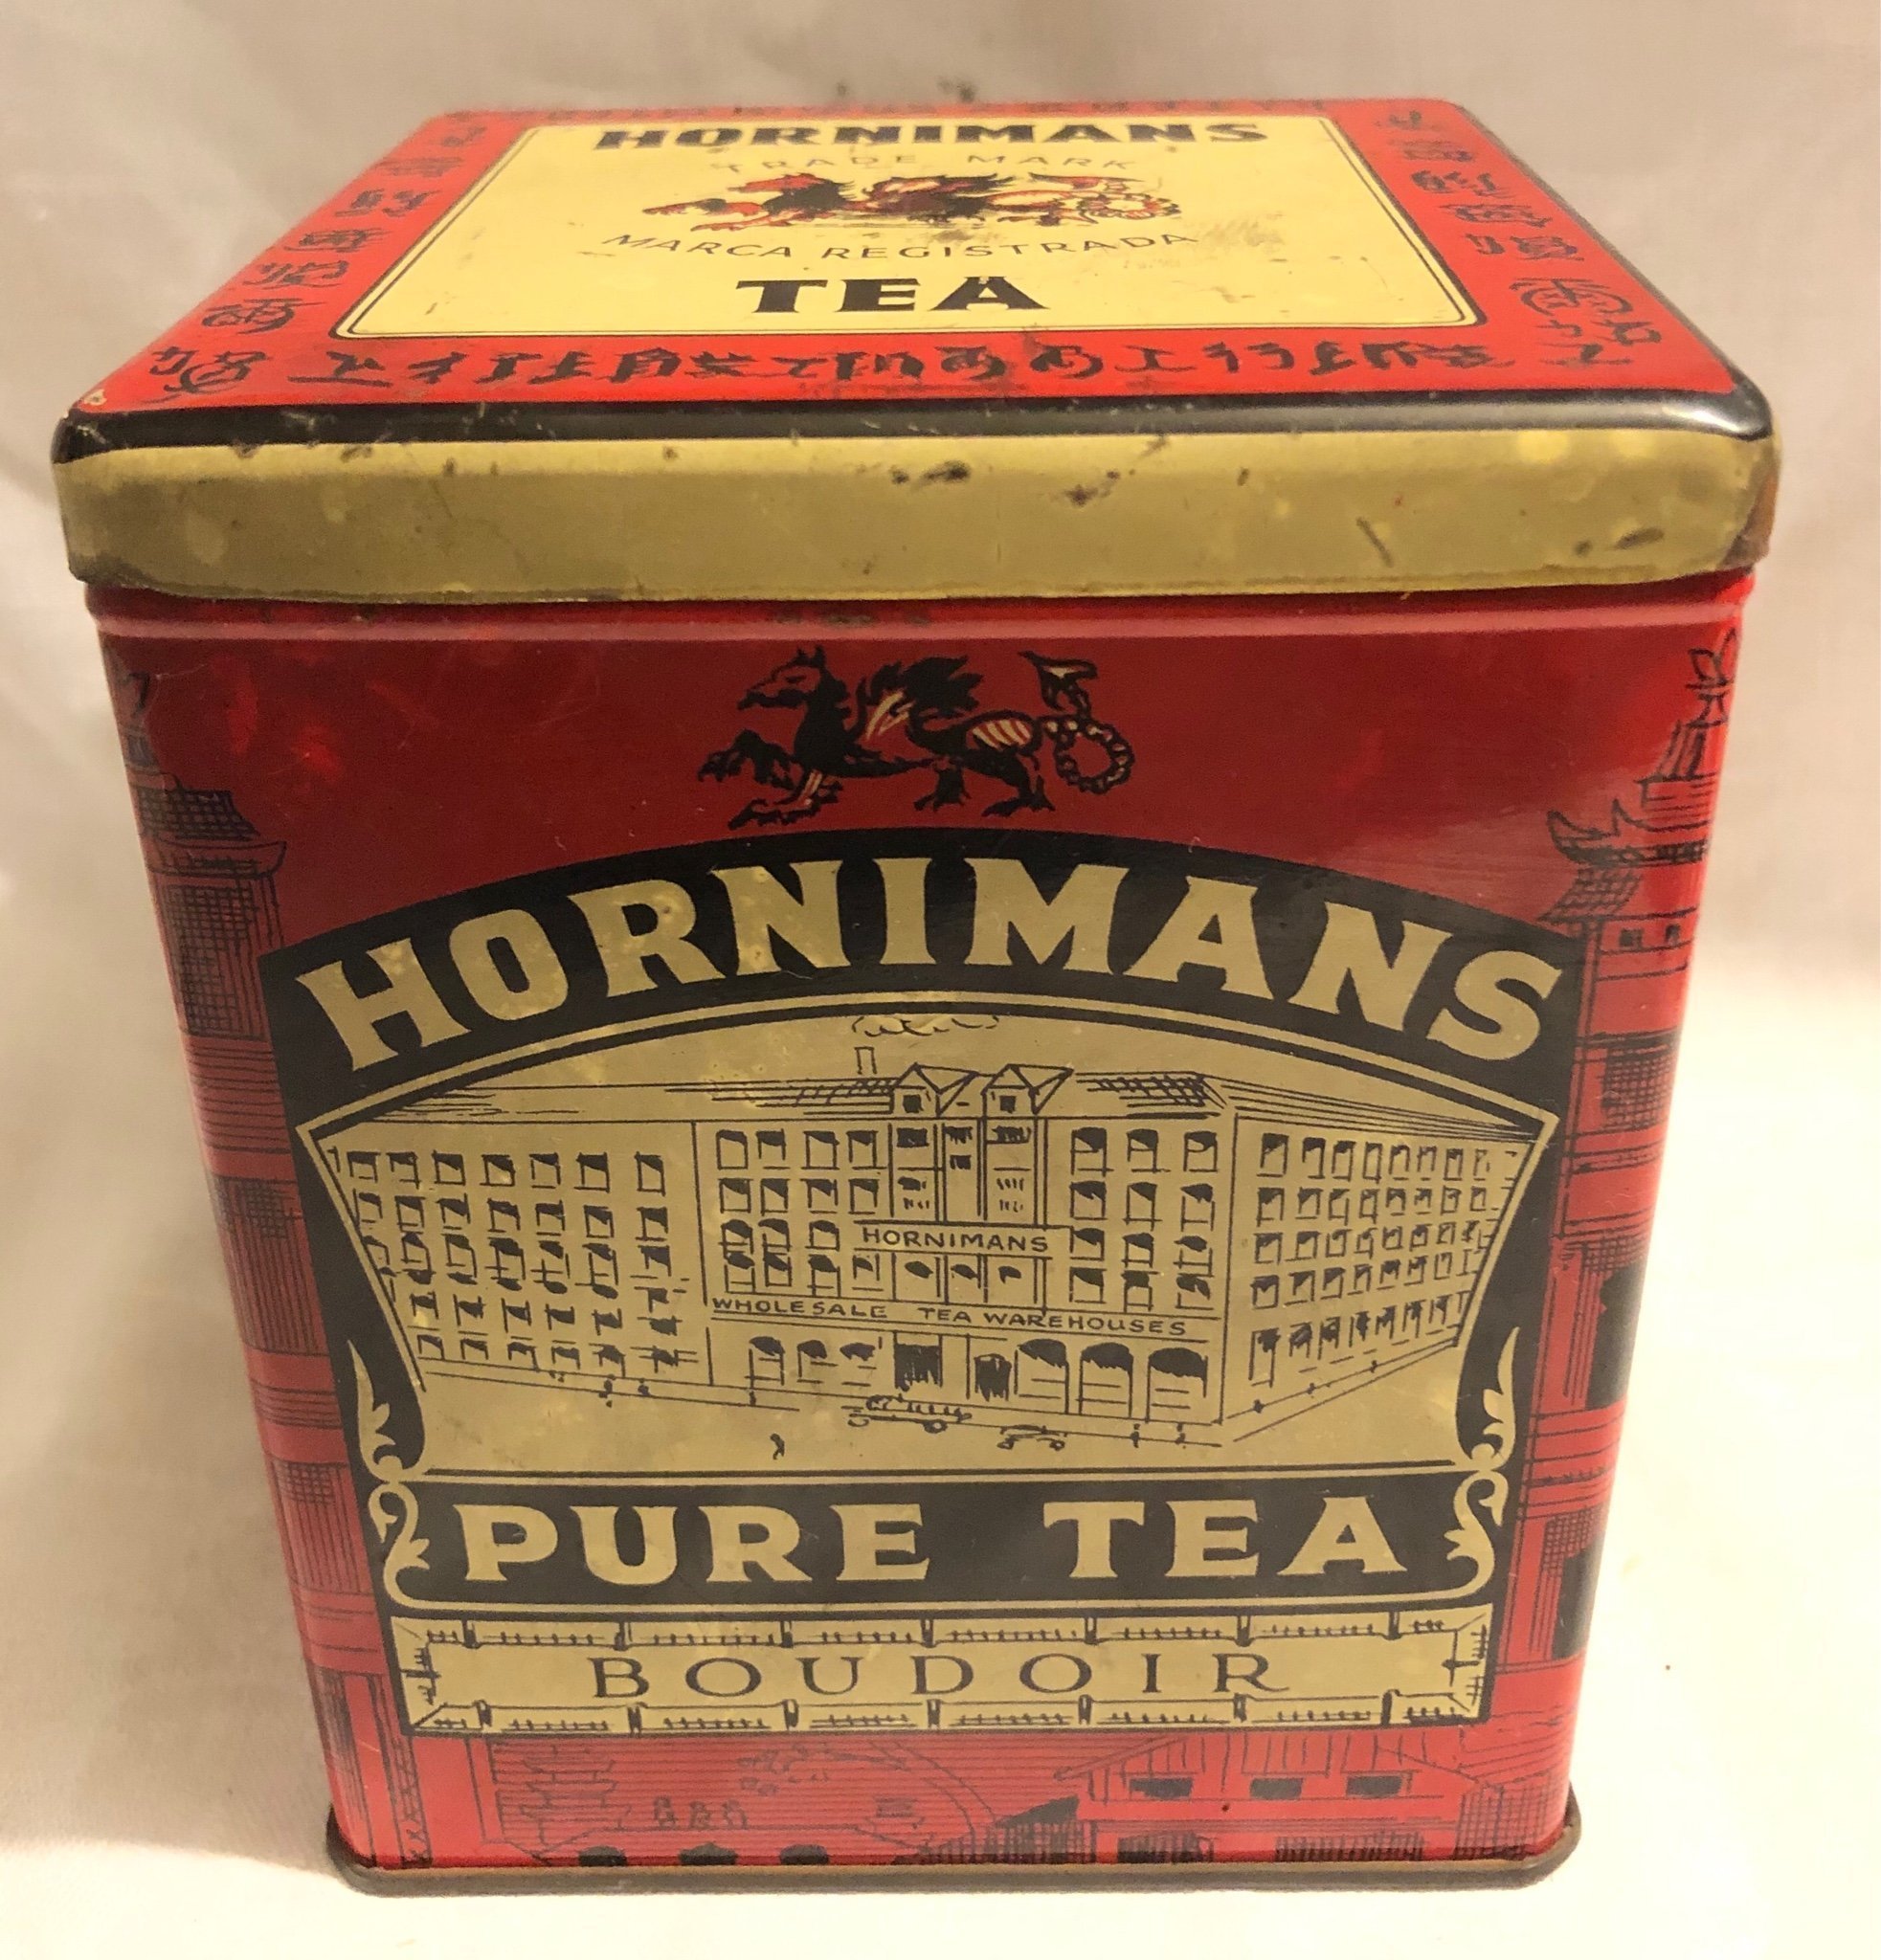 HORNIMANS
TRADE MARK
MARCA REGISTRADA
TEA
HORNIMANS
HORNIMANS
WHOLESALE TEA WAREHOUSES
PURE TEA
BOUDOIR